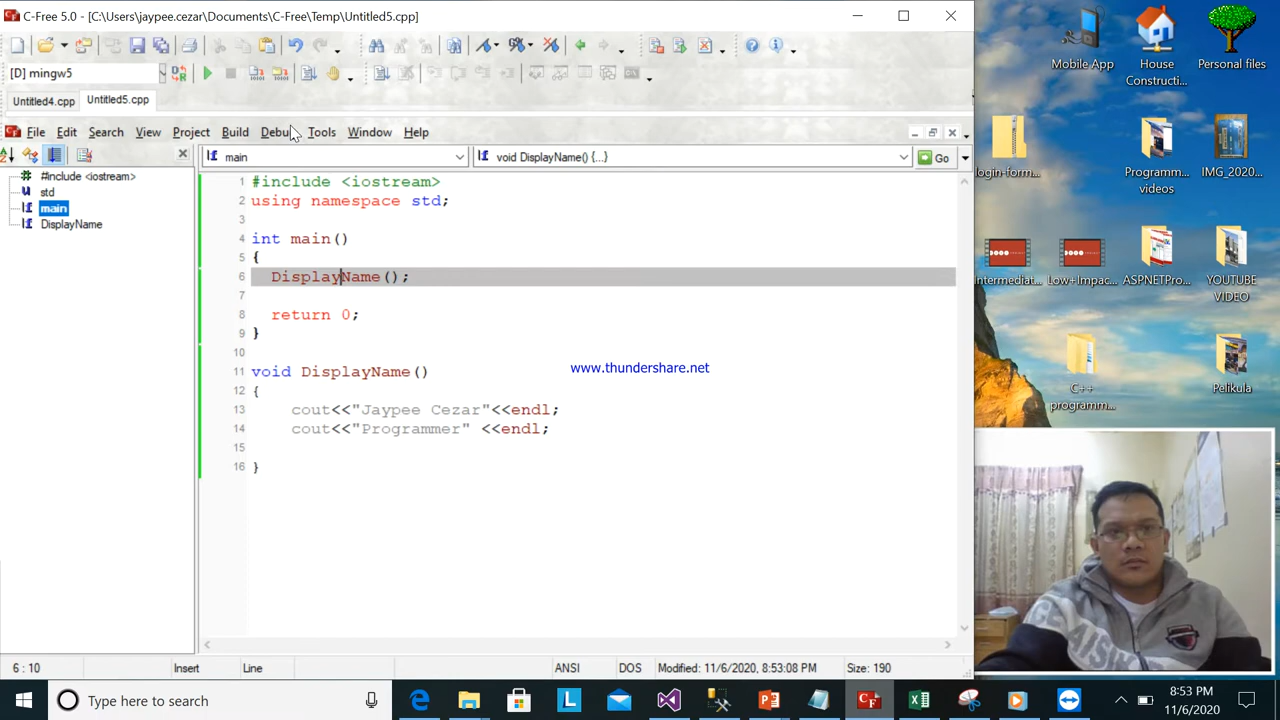 C-Free 5.0 - [C:\Users\jaypee.cezar\Documents\C-Free\Temp\Untitled5.cpp]
[D] mingw5
Untitled4.cpp Untitled5.cpp
File Edit Search View Project Build Debug Tools Window Help
main void DisplayName() {...} Go
#include <iostream>
std
main
DisplayName
1 #include <iostream>
2 using namespace std;
3
4 int main()
5 {
6 DisplayName();
7
8 return 0;
9 }
10
11 void DisplayName()
12 {
13 cout<<"Jaypee Cezar"<<endl;
14 cout<<"Programmer" <<endl;
15
16 }
www.thundershare.net
6 : 10 Insert Line ANSI DOS Modified: 11/6/2020, 8:53:08 PM Size: 190
Mobile App
House Constructi...
Personal files
login-form...
Programm... videos
IMG_2020...
Intermediat...
Low+Impac...
ASPNETPro...
YOUTUBE VIDEO
C++ programm...
Pelikula
Type here to search
8:53 PM
11/6/2020